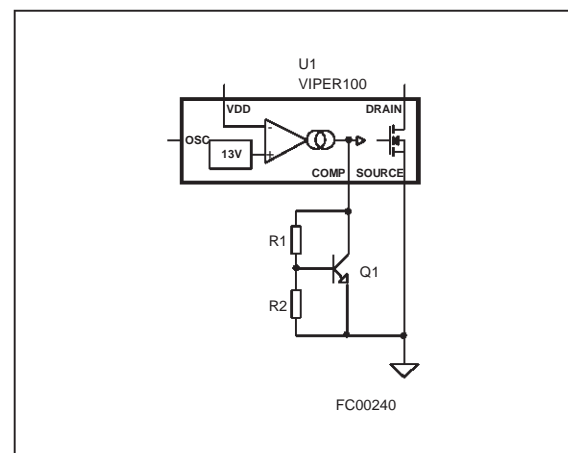 U1
VIPER100
VDD
DRAIN
-
OSC
13V
+
COMP SOURCE
R1
Q1
R2
FC00240